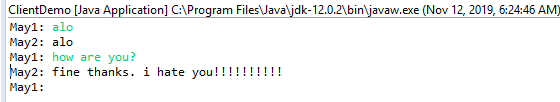 ClientDemo [Java Application] C:\Program Files\Java\jdk-12.0.2\bin\javaw.exe (Nov 12, 2019, 6:24:46 AM)
May1: alo
May2: alo
May1: how are you?
May2: fine thanks. i hate you!!!!!!!!!!
May1: